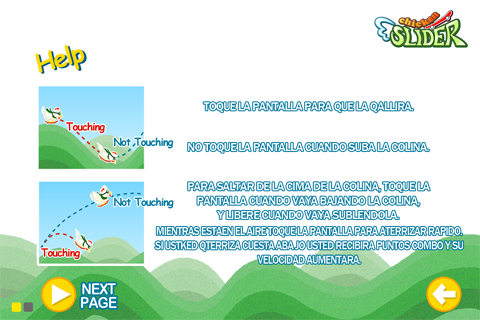 chicken
SLIDER
Help
Touching
Not Touching
TOQUE LA PANTALLA PARA QUE LA QALLIRA.
NO TOQUE LA PANTALLA CUANDO SUBA LA COLINA.
Not Touching
Touching
PARA SALTAR DE LA CIMA DE LA COLINA, TOQUE LA
PANTALLA CUANDO VAYA BAJANDO LA COLINA,
Y LIBERE CUANDO VAYA SUBLENDOLA.
MIENTRAS ESTAEN EL AIRETOQUE LA PANTALLA PARA ATERRIZAR RAPIDO.
SI USTKED QTERRIZA CUESTA ABAJO USTED RECIBIRA PUNTOS COMBO Y SU
VELOCIDAD AUMENTARA.
NEXT
PAGE